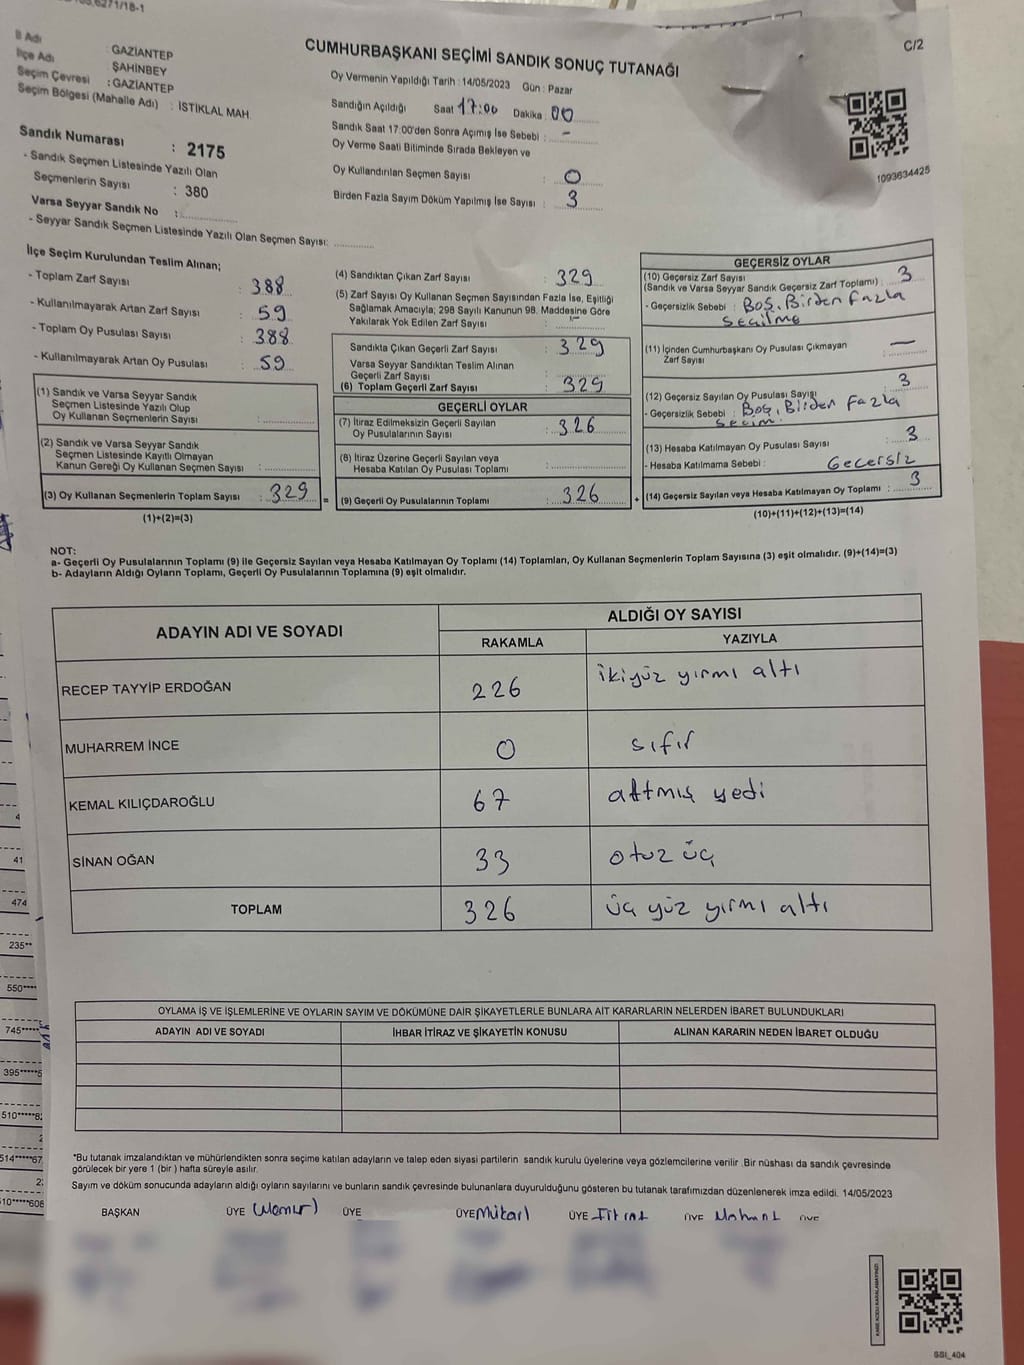 6271/18-1
İl Adı : GAZİANTEP
İlçe Adı : ŞAHİNBEY
Seçim Çevresi : GAZİANTEP
Seçim Bölgesi (Mahalle Adı) : İSTİKLAL MAH.
Sandık Numarası : 2175
- Sandık Seçmen Listesinde Yazılı Olan
Seçmenlerin Sayısı : 380
Varsa Seyyar Sandık No :
- Seyyar Sandık Seçmen Listesinde Yazılı Olan Seçmen Sayısı:
CUMHURBAŞKANI SEÇİMİ SANDIK SONUÇ TUTANAĞI
C/2
Oy Vermenin Yapıldığı Tarih : 14/05/2023 Gün : Pazar
Sandığın Açıldığı Saat 17:00 Dakika : 00
Sandık Saat 17:00'den Sonra Açımış İse Sebebi : -
Oy Verme Saati Bitiminde Sırada Bekleyen ve
Oy Kullandırılan Seçmen Sayısı : 0
Birden Fazla Sayım Döküm Yapılmış İse Sayısı : 3
1093634425
İlçe Seçim Kurulundan Teslim Alınan;
- Toplam Zarf Sayısı : 388
- Kullanılmayarak Artan Zarf Sayısı : 59
- Toplam Oy Pusulası Sayısı : 388
- Kullanılmayarak Artan Oy Pusulası : 59
(1) Sandık ve Varsa Seyyar Sandık
Seçmen Listesinde Yazılı Olup
Oy Kullanan Seçmenlerin Sayısı :
(2) Sandık ve Varsa Seyyar Sandık
Seçmen Listesinde Kayıtlı Olmayan
Kanun Gereği Oy Kullanan Seçmen Sayısı :
(3) Oy Kullanan Seçmenlerin Toplam Sayısı : 329 =
(1)+(2)=(3)
(4) Sandıktan Çıkan Zarf Sayısı : 329
(5) Zarf Sayısı Oy Kullanan Seçmen Sayısından Fazla İse, Eşitliği
Sağlamak Amacıyla; 298 Sayılı Kanunun 98. Maddesine Göre
Yakılarak Yok Edilen Zarf Sayısı : -
Sandıkta Çıkan Geçerli Zarf Sayısı : 329
Varsa Seyyar Sandıktan Teslim Alınan
Geçerli Zarf Sayısı :
(6) Toplam Geçerli Zarf Sayısı : 329
GEÇERLİ OYLAR
(7) İtiraz Edilmeksizin Geçerli Sayılan
Oy Pusulalarının Sayısı : 326
(8) İtiraz Üzerine Geçerli Sayılan veya
Hesaba Katılan Oy Pusulası Toplamı :
(9) Geçerli Oy Pusulalarının Toplamı : 326 +
GEÇERSİZ OYLAR
(10) Geçersiz Zarf Sayısı
(Sandık ve Varsa Seyyar Sandık Geçersiz Zarf Toplamı) : 3
- Geçersizlik Sebebi : Boş, Birden fazla
Seçilme
(11) İçinden Cumhurbaşkanı Oy Pusulası Çıkmayan
Zarf Sayısı : -
(12) Geçersiz Sayılan Oy Pusulası Sayısı : 3
- Geçersizlik Sebebi : Boş, Birden fazla
Seçim
(13) Hesaba Katılmayan Oy Pusulası Sayısı : 3
- Hesaba Katılmama Sebebi : Geçersiz
(14) Geçersiz Sayılan veya Hesaba Katılmayan Oy Toplamı : 3
(10)+(11)+(12)+(13)=(14)
NOT:
a- Geçerli Oy Pusulalarının Toplamı (9) ile Geçersiz Sayılan veya Hesaba Katılmayan Oy Toplamı (14) Toplamları, Oy Kullanan Seçmenlerin Toplam Sayısına (3) eşit olmalıdır. (9)+(14)=(3)
b- Adayların Aldığı Oyların Toplamı, Geçerli Oy Pusulalarının Toplamına (9) eşit olmalıdır.
ADAYIN ADI VE SOYADI ALDIĞI OY SAYISI
RAKAMLA YAZIYLA
RECEP TAYYİP ERDOĞAN 226 ikiyüz yirmi altı
MUHARREM İNCE 0 sıfır
KEMAL KILIÇDAROĞLU 67 altmış yedi
SİNAN OĞAN 33 otuz üç
TOPLAM 326 üç yüz yirmi altı
4
41
474
235**
550****
745*****
395*****5
510*****8
2
514*****67
2
10*****606
OYLAMA İŞ VE İŞLEMLERİNE VE OYLARIN SAYIM VE DÖKÜMÜNE DAİR ŞİKAYETLERLE BUNLARA AİT KARARLARIN NELERDEN İBARET BULUNDUKLARI
ADAYIN ADI VE SOYADI İHBAR İTİRAZ VE ŞİKAYETİN KONUSU ALINAN KARARIN NEDEN İBARET OLDUĞU
*Bu tutanak imzalandıktan ve mühürlendikten sonra seçime katılan adayların ve talep eden siyasi partilerin sandık kurulu üyelerine veya gözlemcilerine verilir .Bir nüshası da sandık çevresinde
görülecek bir yere 1 (bir ) hafta süreyle asılır.
Sayım ve döküm sonucunda adayların aldığı oyların sayılarını ve bunların sandık çevresinde bulunanlara duyurulduğunu gösteren bu tutanak tarafımızdan düzenlenerek imza edildi. 14/05/2023
BAŞKAN ÜYE ÜYE ÜYE ÜYE ÜYE ÜYE
KARE KODU KARALAMAYINIZ!
SSI_404